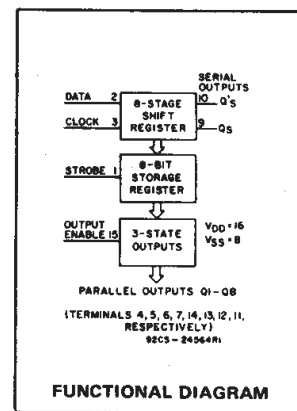 SERIAL
OUTPUTS
DATA 2
8-STAGE
SHIFT
REGISTER
10 Q'S
CLOCK 3
9 QS
STROBE 1
8-BIT
STORAGE
REGISTER
OUTPUT
ENABLE 15
3-STATE
OUTPUTS
VDD = 16
VSS = 8
PARALLEL OUTPUTS Q1-Q8
(TERMINALS 4, 5, 6, 7, 14, 13, 12, 11,
RESPECTIVELY)
92CS-24564R1
FUNCTIONAL DIAGRAM